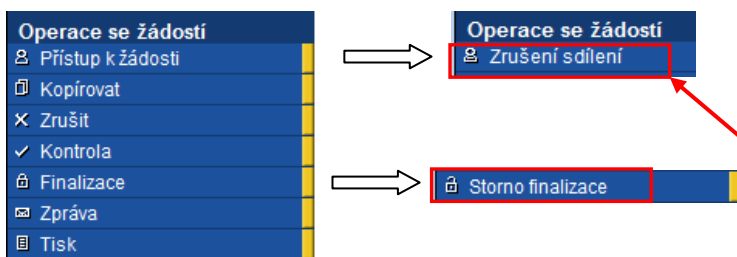 Operace se žádostí
Přístup k žádosti
Kopírovat
Zrušit
Kontrola
Finalizace
Zpráva
Tisk
Operace se žádostí
Zrušení sdílení
Storno finalizace